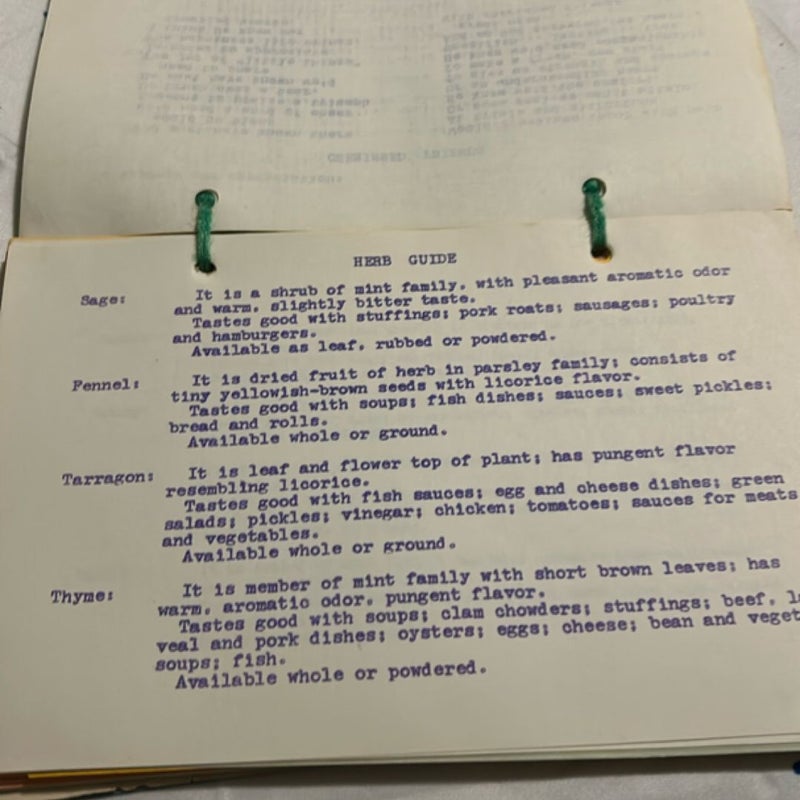 HERB GUIDE
Sage: It is a shrub of mint family, with pleasant aromatic odor
and warm, slightly bitter taste.
Tastes good with stuffings; pork roats; sausages; poultry
and hamburgers.
Available as leaf, rubbed or powdered.
Fennel: It is dried fruit of herb in parsley family; consists of
tiny yellowish-brown seeds with licorice flavor.
Tastes good with soups; fish dishes; sauces; sweet pickles;
bread and rolls.
Available whole or ground.
Tarragon: It is leaf and flower top of plant; has pungent flavor
resembling licorice.
Tastes good with fish sauces; egg and cheese dishes; green
salads; pickles; vinegar; chicken; tomatoes; sauces for meats
and vegetables.
Available whole or ground.
Thyme: It is member of mint family with short brown leaves; has
warm, aromatic odor, pungent flavor.
Tastes good with soups; clam chowders; stuffings; beef,
veal and pork dishes; oysters; eggs; cheese; bean and
soups; fish.
Available whole or powdered.